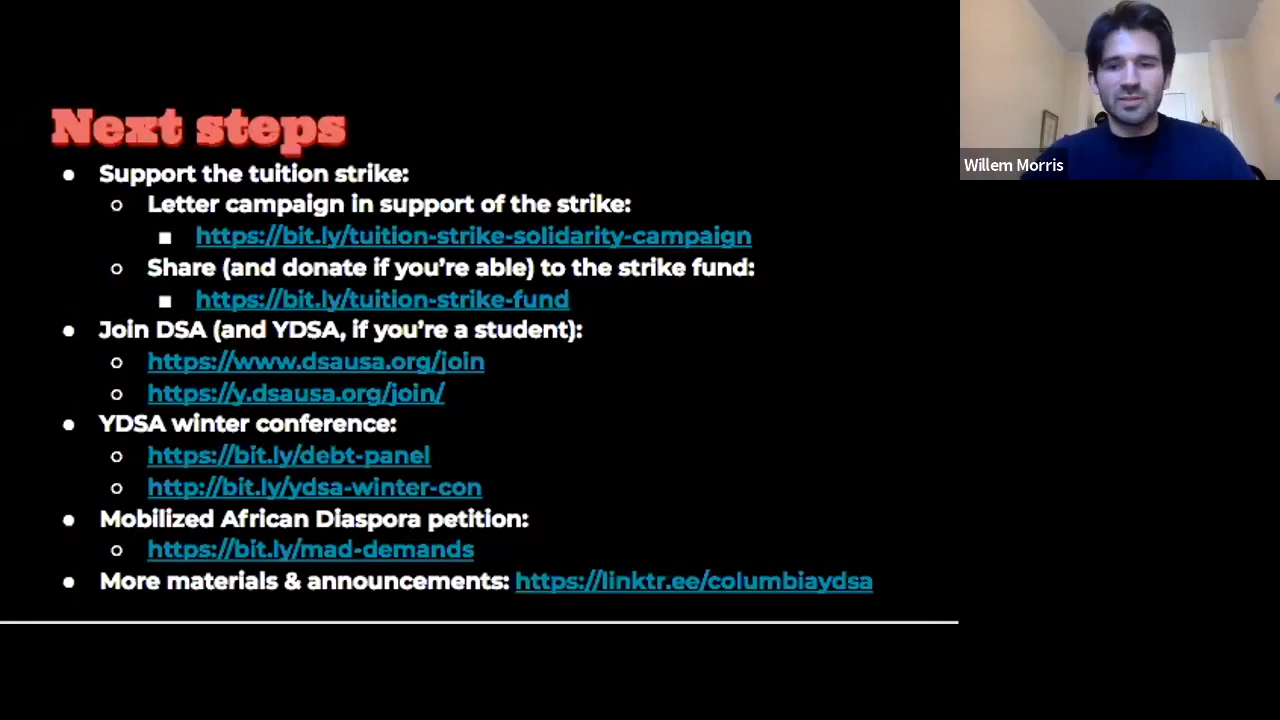 Next steps
● Support the tuition strike:
○ Letter campaign in support of the strike:
■ https://bit.ly/tuition-strike-solidarity-campaign
○ Share (and donate if you're able) to the strike fund:
■ https://bit.ly/tuition-strike-fund
● Join DSA (and YDSA, if you're a student):
○ https://www.dsausa.org/join
○ https://y.dsausa.org/join/
● YDSA winter conference:
○ https://bit.ly/debt-panel
○ http://bit.ly/ydsa-winter-con
● Mobilized African Diaspora petition:
○ https://bit.ly/mad-demands
● More materials & announcements: https://linktr.ee/columbiaydsa
Willem Morris